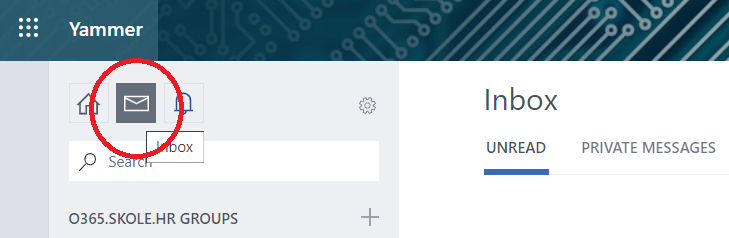 Yammer
Inbox
Search
O365.SKOLE.HR GROUPS
Inbox
UNREAD PRIVATE MESSAGES